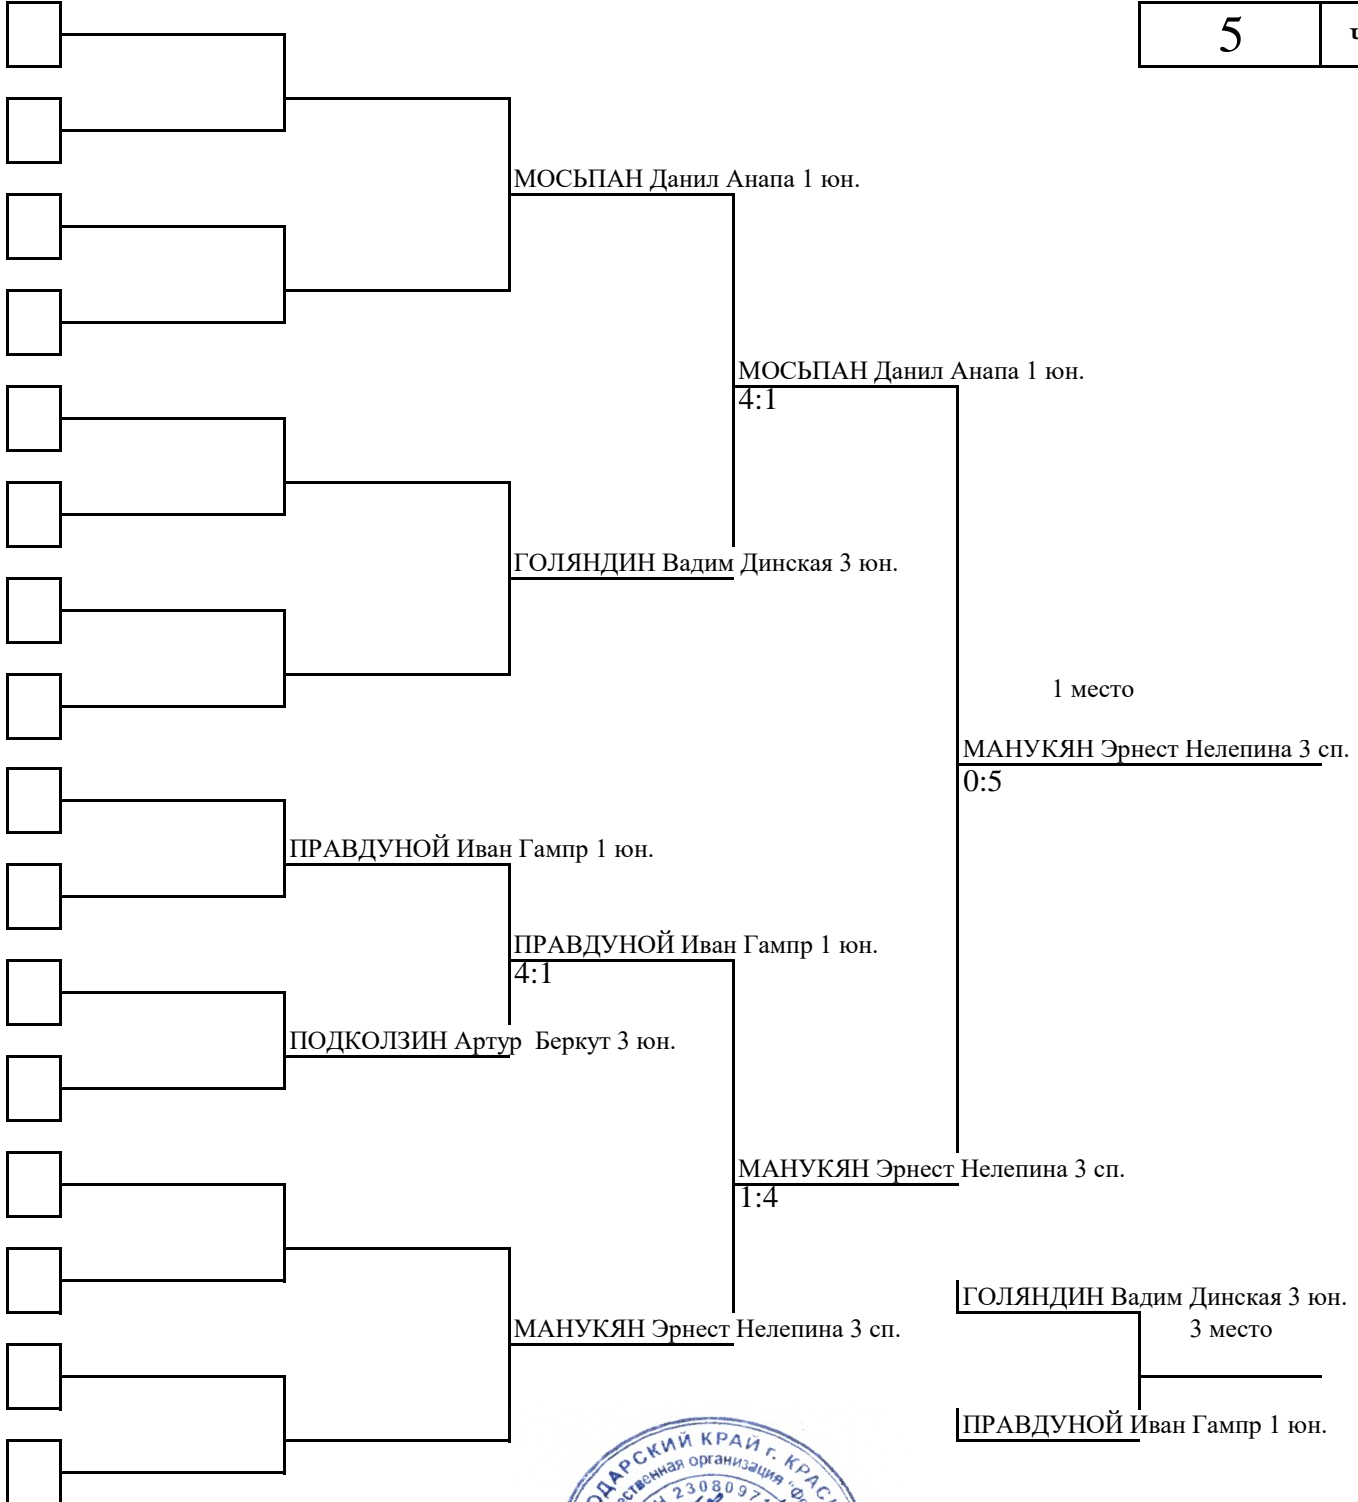 5
МОСЬПАН Данил Анапа 1 юн.
МОСЬПАН Данил Анапа 1 юн.
4:1
ГОЛЯНДИН Вадим Динская 3 юн.
1 место
МАНУКЯН Эрнест Нелепина 3 сп.
0:5
ПРАВДУНОЙ Иван Гампр 1 юн.
ПРАВДУНОЙ Иван Гампр 1 юн.
4:1
ПОДКОЛЗИН Артур Беркут 3 юн.
МАНУКЯН Эрнест Нелепина 3 сп.
1:4
ГОЛЯНДИН Вадим Динская 3 юн.
МАНУКЯН Эрнест Нелепина 3 сп.
3 место
ПРАВДУНОЙ Иван Гампр 1 юн.
КРАЙ г.
организация